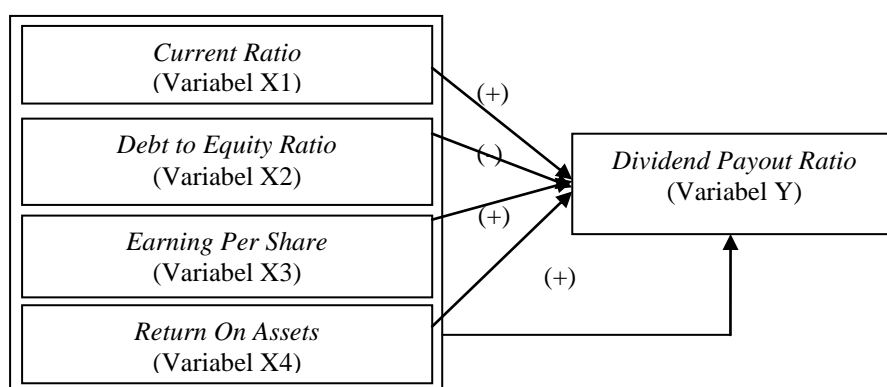 Current Ratio
(Variabel X1)
(+)
Debt to Equity Ratio
(Variabel X2)
(-)
Earning Per Share
(Variabel X3)
(+)
Return On Assets
(Variabel X4)
(+)
Dividend Payout Ratio
(Variabel Y)